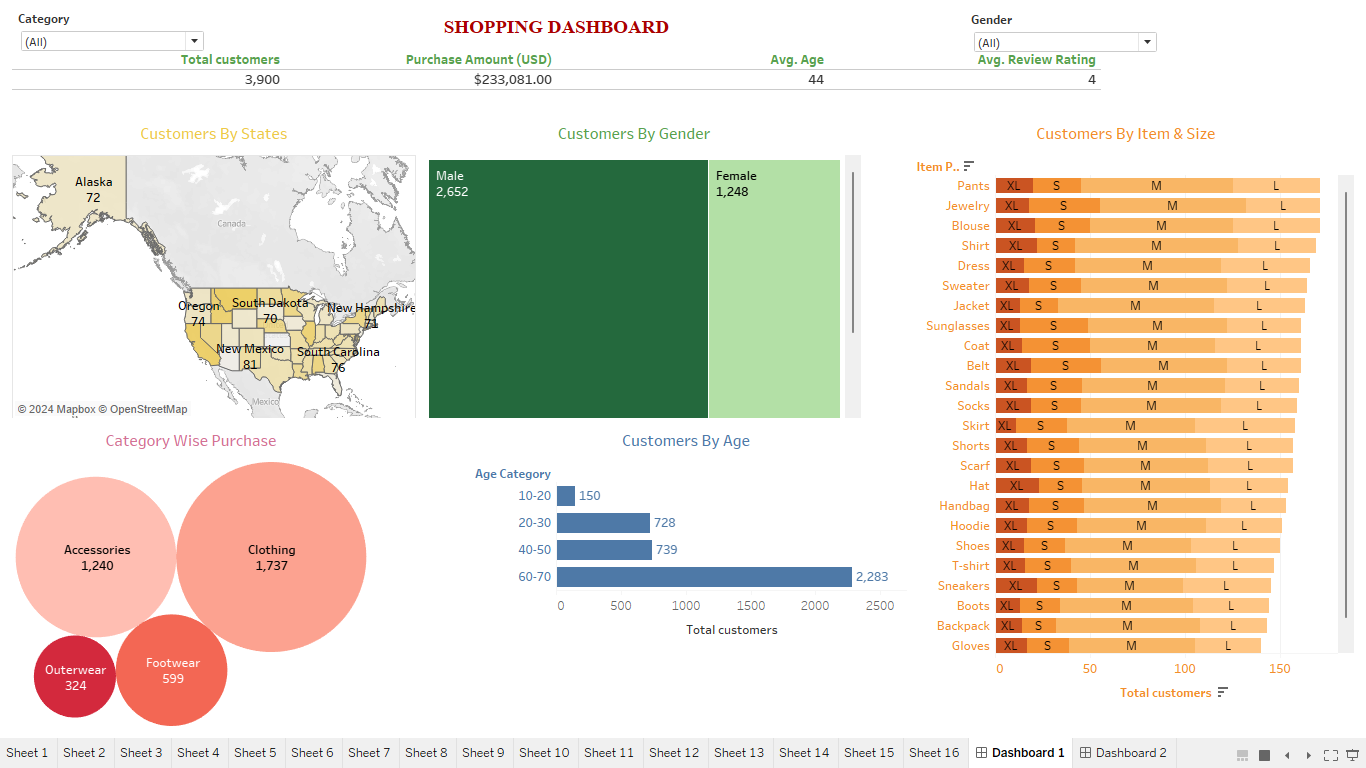 Category
SHOPPING DASHBOARD
Gender
(All)
(All)
Total customers
Purchase Amount (USD)
Avg. Age
Avg. Review Rating
3,900
$233,081.00
44
4
Customers By States
Customers By Gender
Customers By Item & Size
Alaska
72
Canada
Oregon
74
South Dakota
70
New Hampshire
71
New Mexico
81
South Carolina
76
Mexico
© 2024 Mapbox © OpenStreetMap
Male
2,652
Female
1,248
Item P..
Pants XL S M L
Jewelry XL S M L
Blouse XL S M L
Shirt XL S M L
Dress XL S M L
Sweater XL S M L
Jacket XL S M L
Sunglasses XL S M L
Coat XL S M L
Belt XL S M L
Sandals XL S M L
Socks XL S M L
Skirt XL S M L
Shorts XL S M L
Scarf XL S M L
Hat XL S M L
Handbag XL S M L
Hoodie XL S M L
Shoes XL S M L
T-shirt XL S M L
Sneakers XL S M L
Boots XL S M L
Backpack XL S M L
Gloves XL S M L
0 50 100 150
Total customers
Category Wise Purchase
Accessories
1,240
Clothing
1,737
Outerwear
324
Footwear
599
Customers By Age
Age Category
10-20 150
20-30 728
40-50 739
60-70 2,283
0 500 1000 1500 2000 2500
Total customers
Sheet 1 Sheet 2 Sheet 3 Sheet 4 Sheet 5 Sheet 6 Sheet 7 Sheet 8 Sheet 9 Sheet 10 Sheet 11 Sheet 12 Sheet 13 Sheet 14 Sheet 15 Sheet 16 Dashboard 1 Dashboard 2